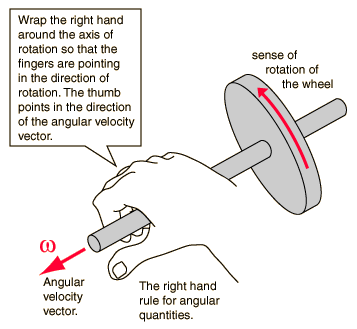 Wrap the right hand
around the axis of
rotation so that the
fingers are pointing
in the direction of
rotation. The thumb
points in the direction
of the angular velocity
vector.
sense of
rotation of
the wheel
ω
Angular
velocity
vector.
The right hand
rule for angular
quantities.